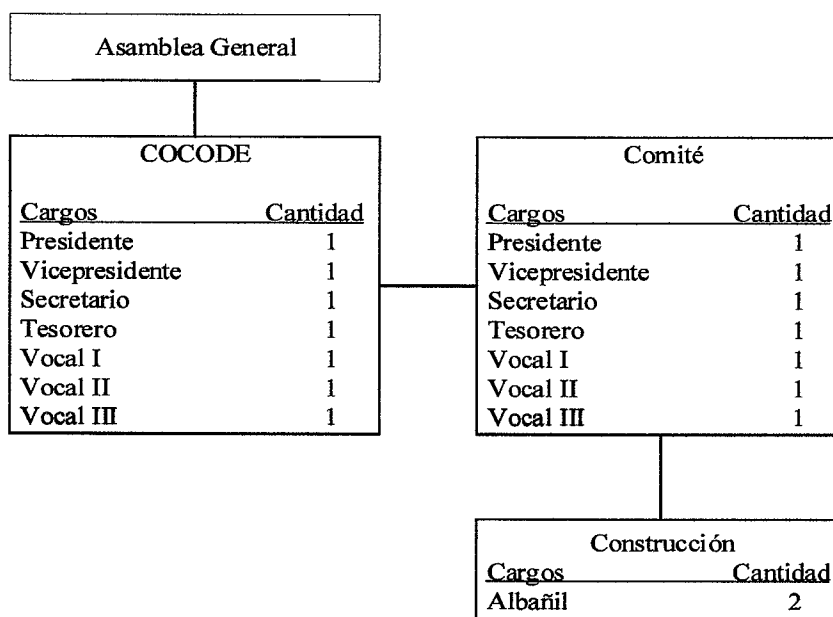 Asamblea General
COCODE
Cargos Cantidad
Presidente 1
Vicepresidente 1
Secretario 1
Tesorero 1
Vocal I 1
Vocal II 1
Vocal III 1
Comité
Cargos Cantidad
Presidente 1
Vicepresidente 1
Secretario 1
Tesorero 1
Vocal I 1
Vocal II 1
Vocal III 1
Construcción
Cargos Cantidad
Albañil 2